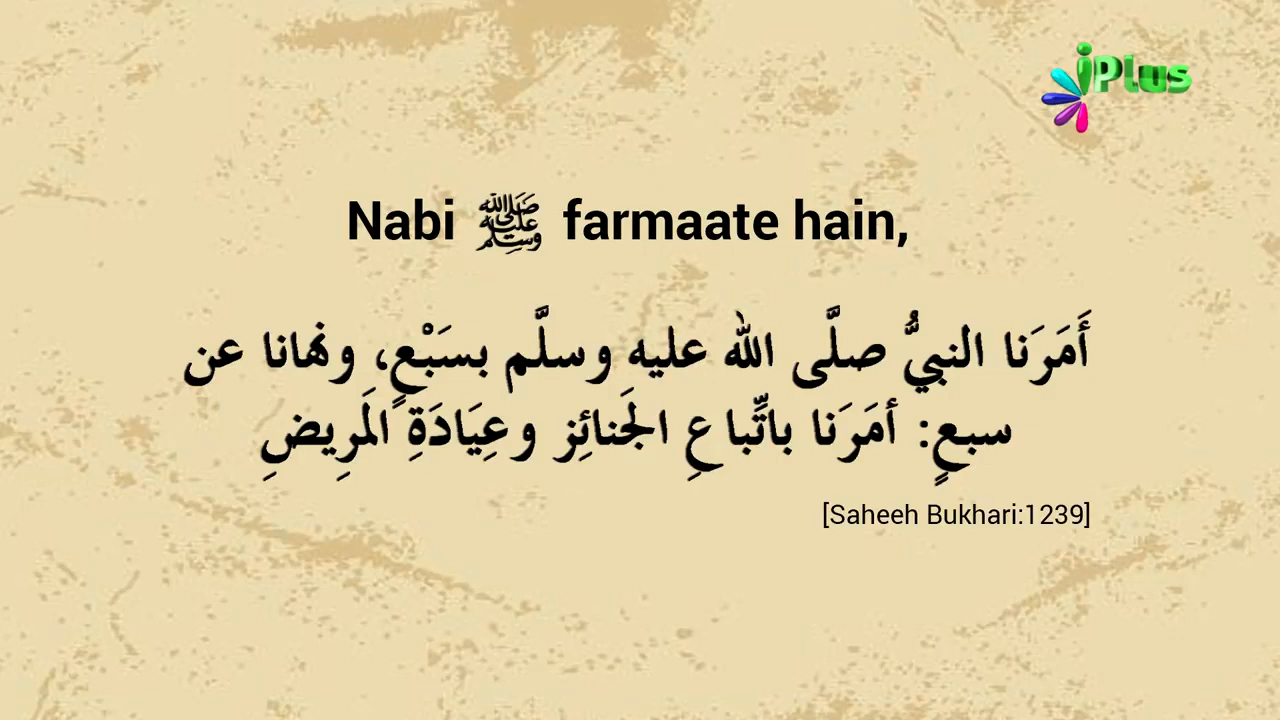 iPlus
Nabi ﷺ farmaate hain,
أَمَرَنا النبيُّ صلَّى الله عليه وسلَّم بسَبْعٍ، ونَهانا عن
سبعٍ: أمَرَنا باتِّباعِ الجَنائِز وعِيَادَةِ المَرِيضِ
[Saheeh Bukhari:1239]